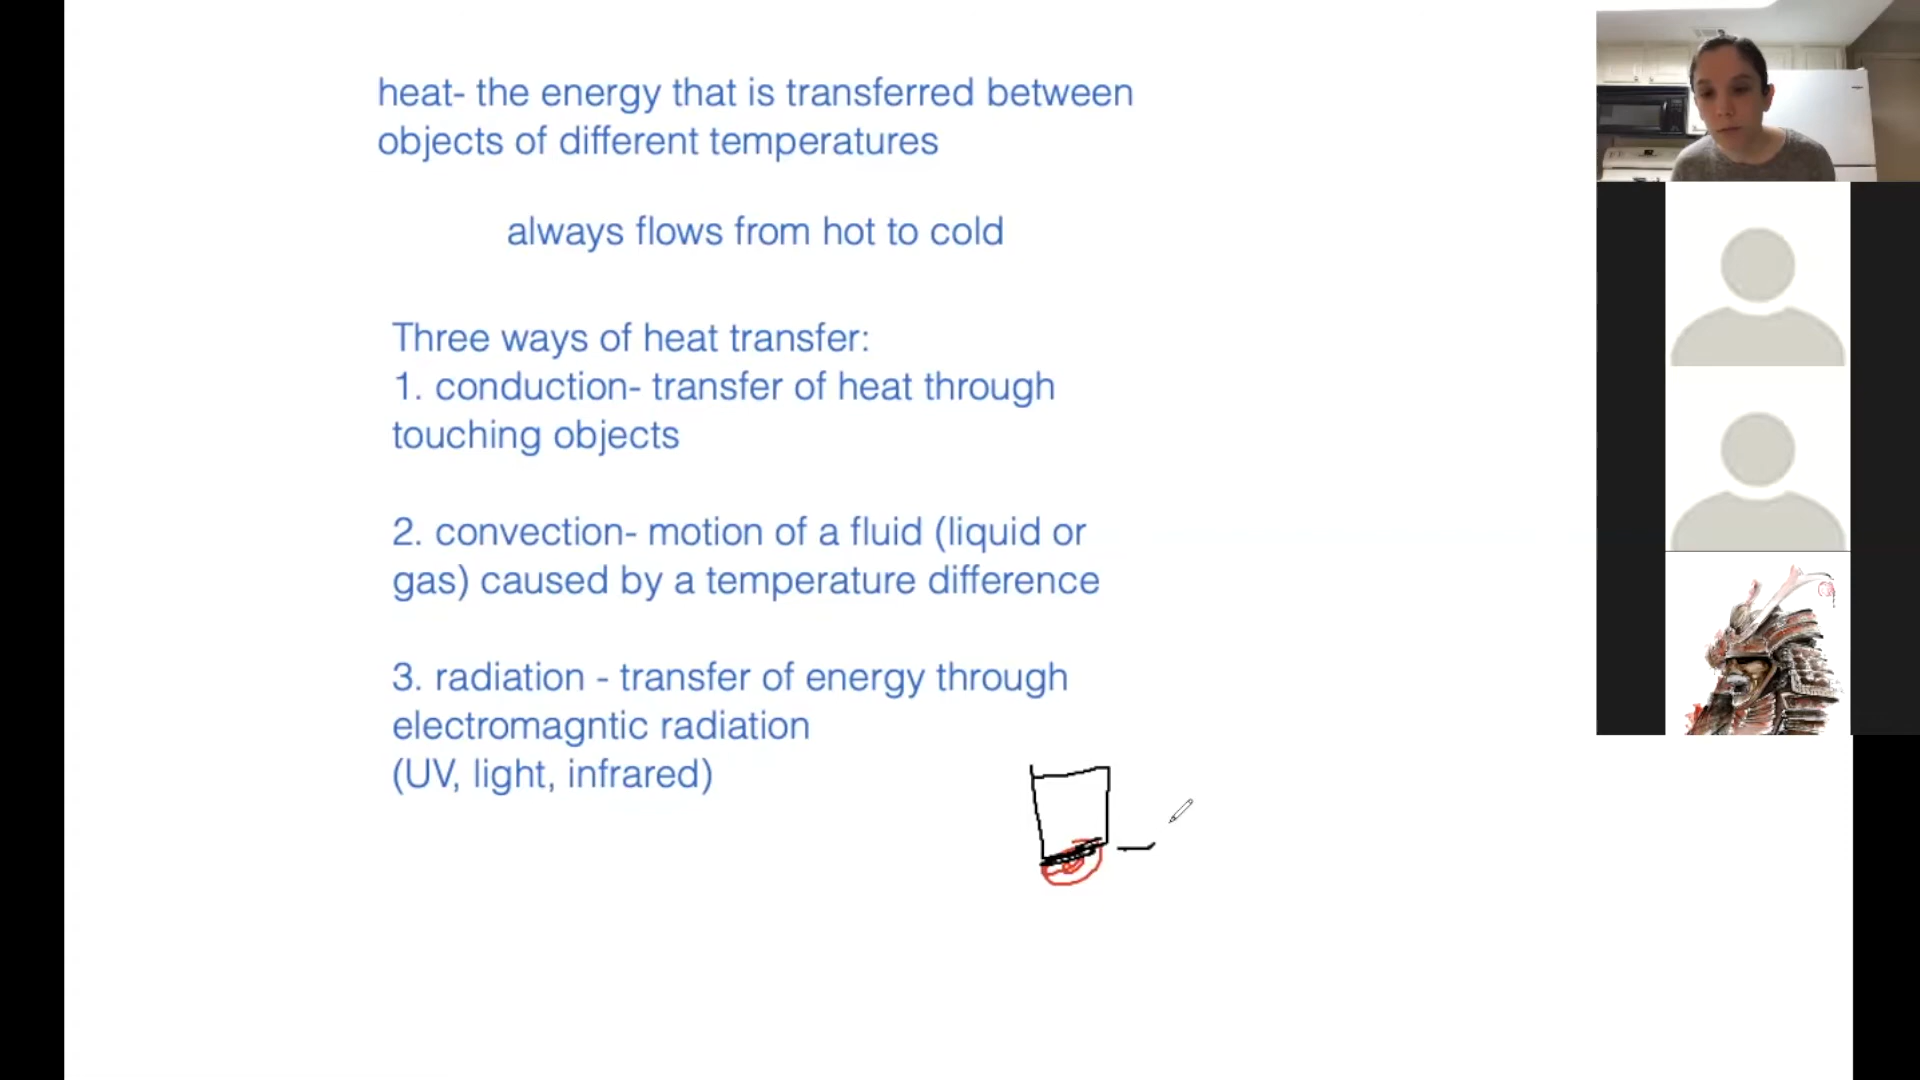 heat- the energy that is transferred between
objects of different temperatures
always flows from hot to cold
Three ways of heat transfer:
1. conduction- transfer of heat through
touching objects
2. convection- motion of a fluid (liquid or
gas) caused by a temperature difference
3. radiation - transfer of energy through
electromagntic radiation
(UV, light, infrared)